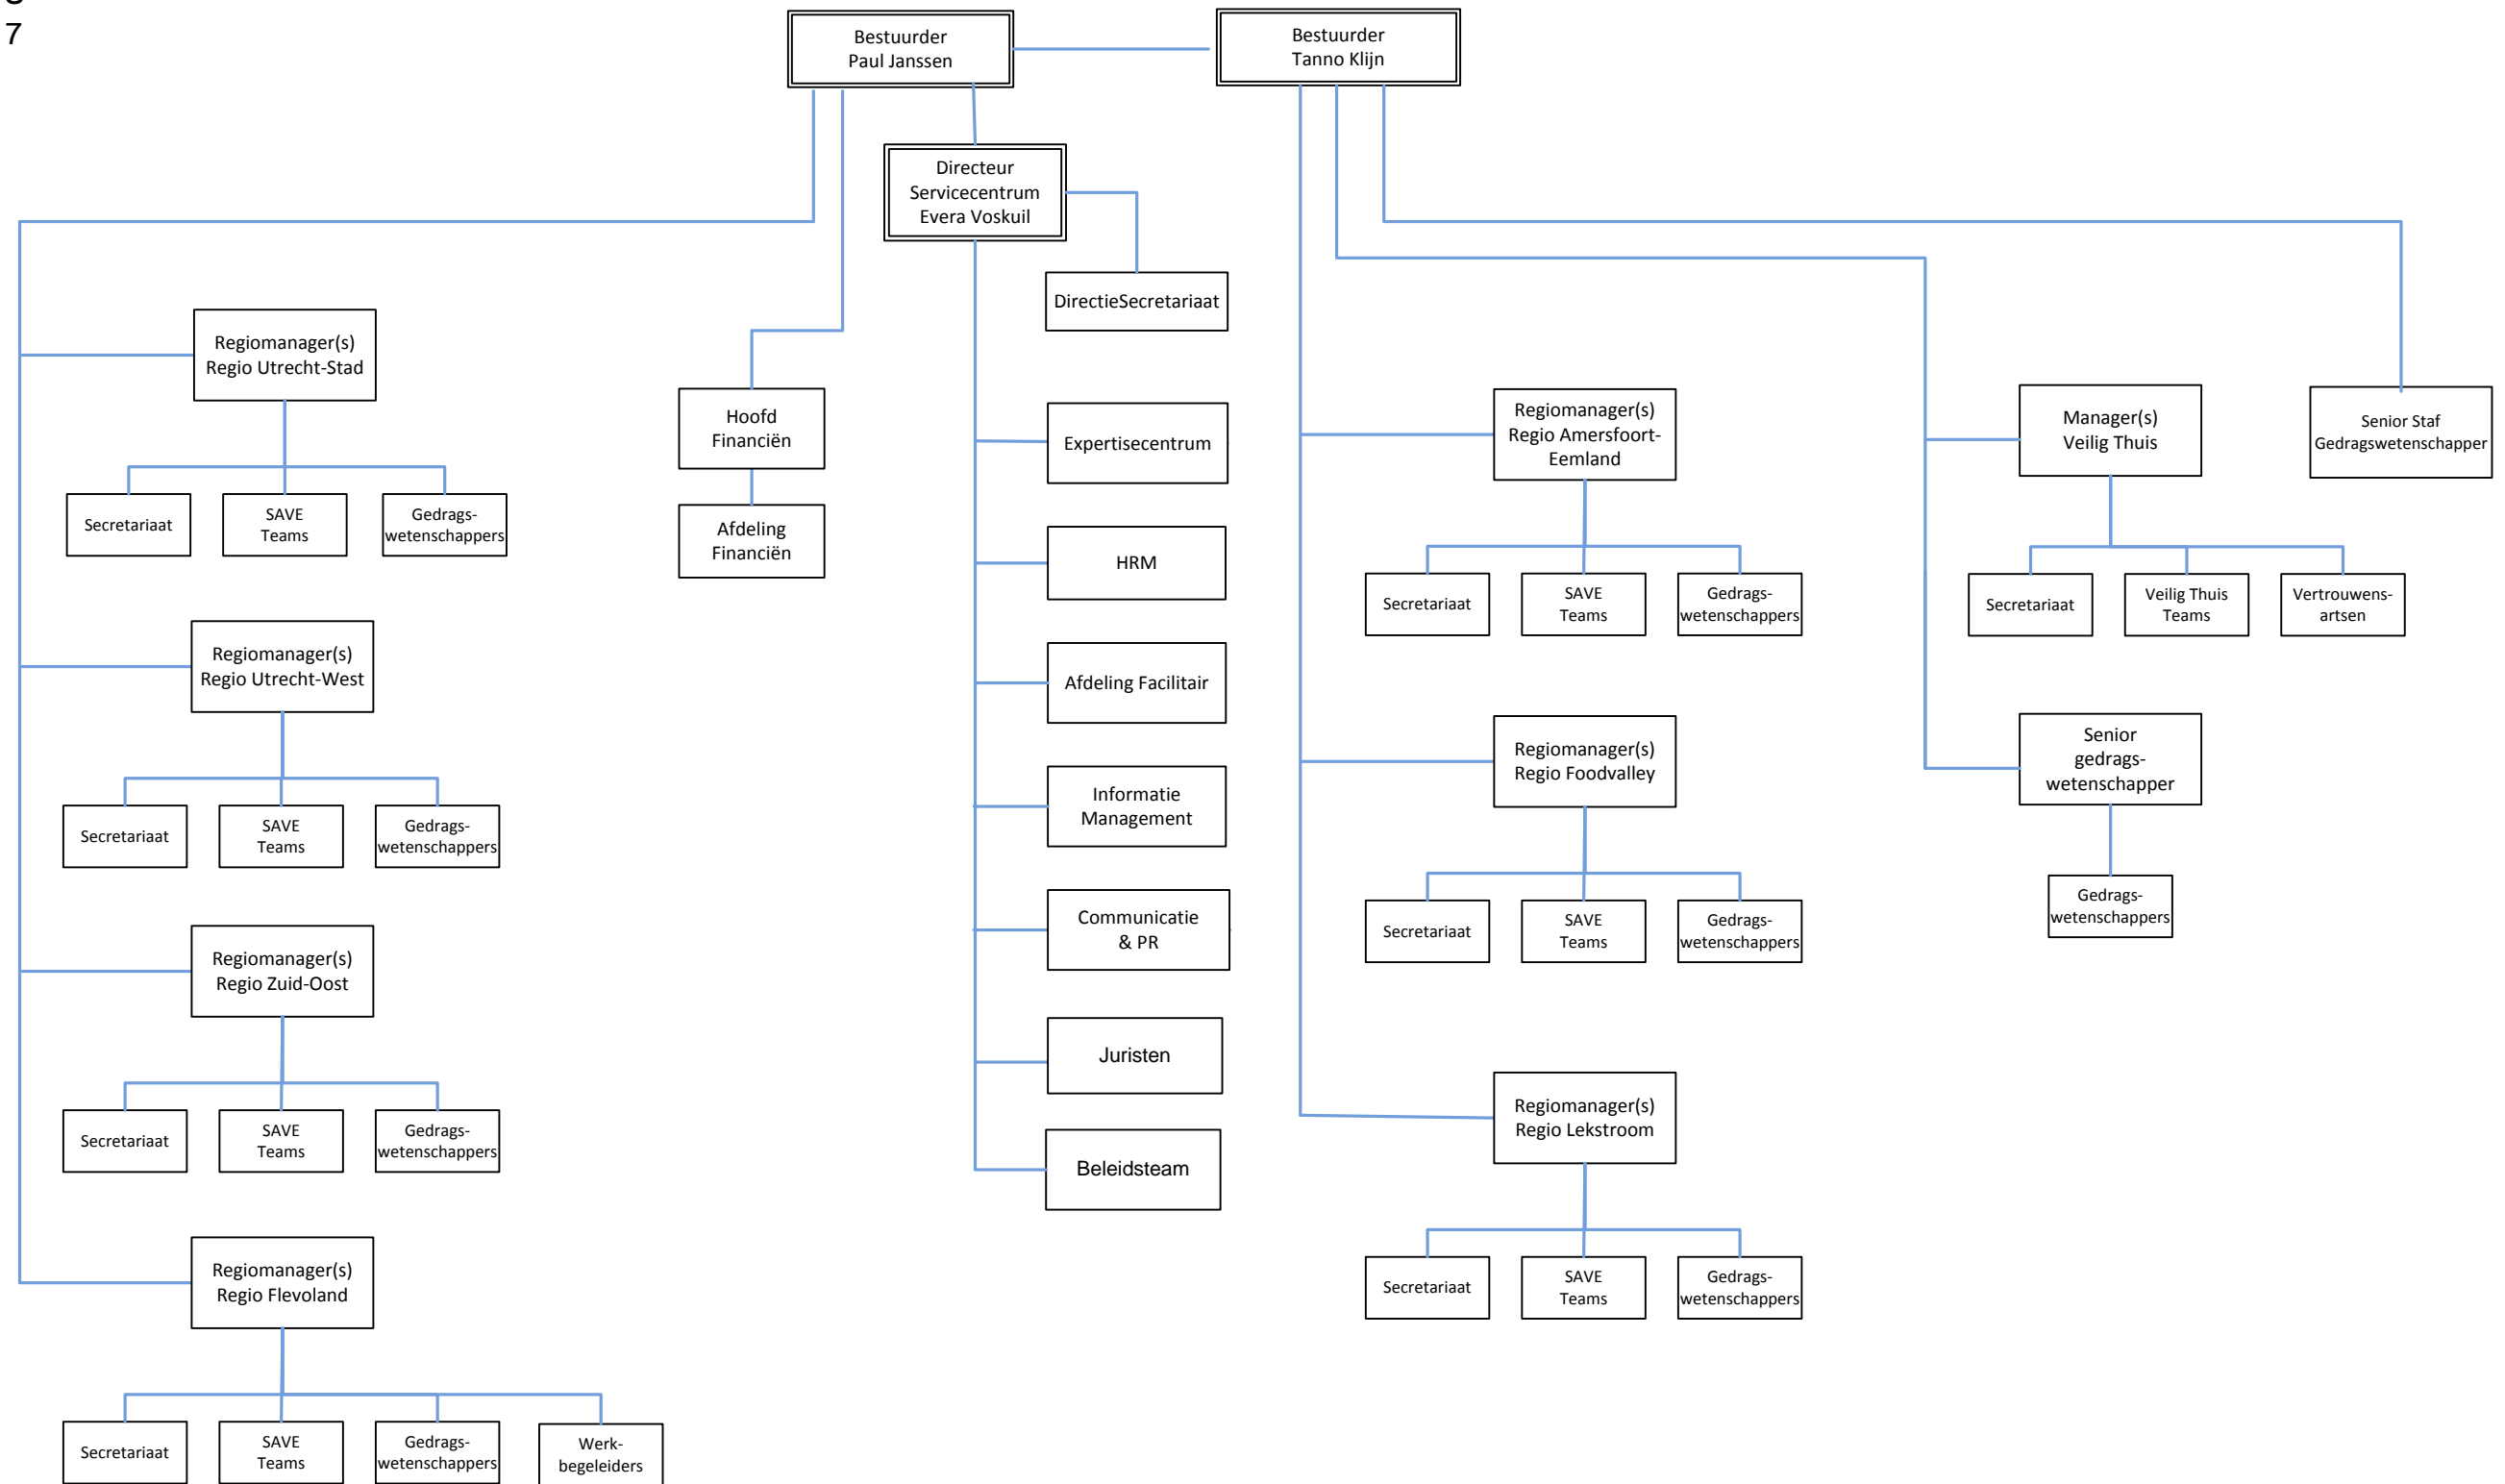 7
Bestuurder
Paul Janssen
Bestuurder
Tanno Klijn
Directeur
Servicecentrum
Evera Voskuil
DirectieSecretariaat
Regiomanager(s)
Regio Utrecht-Stad
Secretariaat
SAVE
Teams
Gedrags-
wetenschappers
Regiomanager(s)
Regio Utrecht-West
Secretariaat
SAVE
Teams
Gedrags-
wetenschappers
Regiomanager(s)
Regio Zuid-Oost
Secretariaat
SAVE
Teams
Gedrags-
wetenschappers
Regiomanager(s)
Regio Flevoland
Secretariaat
SAVE
Teams
Gedrags-
wetenschappers
Werk-
begeleiders
Hoofd
Financiën
Afdeling
Financiën
Expertisecentrum
HRM
Afdeling Facilitair
Informatie
Management
Communicatie
& PR
Juristen
Beleidsteam
Regiomanager(s)
Regio Amersfoort-
Eemland
Secretariaat
SAVE
Teams
Gedrags-
wetenschappers
Regiomanager(s)
Regio Foodvalley
Secretariaat
SAVE
Teams
Gedrags-
wetenschappers
Regiomanager(s)
Regio Lekstroom
Secretariaat
SAVE
Teams
Gedrags-
wetenschappers
Manager(s)
Veilig Thuis
Secretariaat
Veilig Thuis
Teams
Vertrouwens-
artsen
Senior
gedrags-
wetenschapper
Gedrags-
wetenschappers
Senior Staf
Gedragswetenschapper